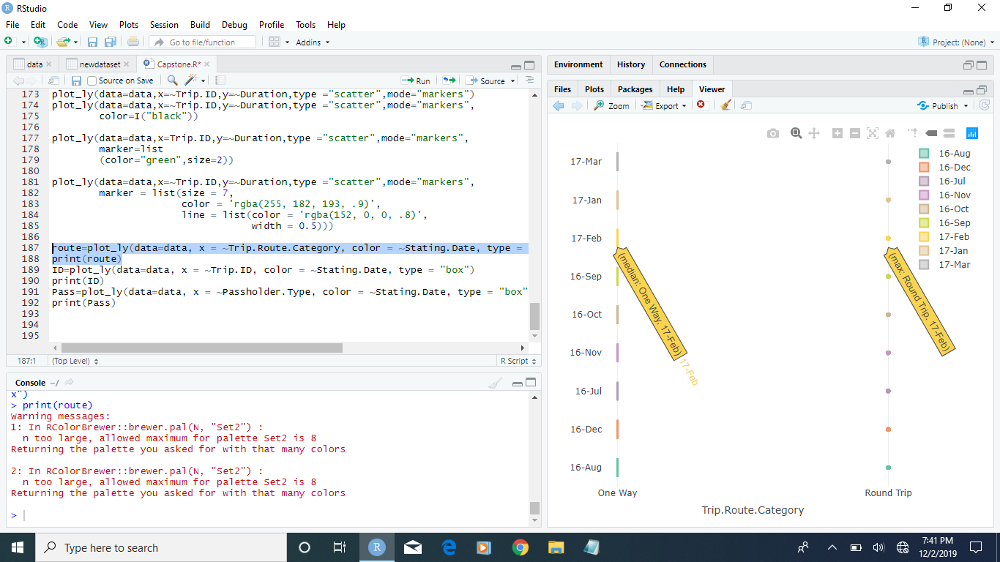 RStudio
File Edit Code View Plots Session Build Debug Profile Tools Help
Go to file/function Addins Project: (None)
data newdataset Capstone.R*
Source on Save Run Source
173 plot_ly(data=data,x=~Trip.ID,y=~Duration,type ="scatter",mode="markers")
174 plot_ly(data=data,x=~Trip.ID,y=~Duration,type ="scatter",mode="markers",
175 color=I("black"))
176
177 plot_ly(data=data,x=Trip.ID,y=~Duration,type ="scatter",mode="markers",
178 marker=list
179 (color="green",size=2))
180
181 plot_ly(data=data,x=~Trip.ID,y=~Duration,type ="scatter",mode="markers",
182 marker = list(size = 7,
183 color = 'rgba(255, 182, 193, .9)',
184 line = list(color = 'rgba(152, 0, 0, .8)',
185 width = 0.5)))
186
187 route=plot_ly(data=data, x = ~Trip.Route.Category, color = ~Stating.Date, type =
188 print(route)
189 ID=plot_ly(data=data, x = ~Trip.ID, color = ~Stating.Date, type = "box")
190 print(ID)
191 Pass=plot_ly(data=data, x = ~Passholder.Type, color = ~Stating.Date, type = "box"
192 print(Pass)
193
194
195
187:1 (Top Level) R Script
Console ~/
x")
> print(route)
Warning messages:
1: In RColorBrewer::brewer.pal(N, "Set2") :
n too large, allowed maximum for palette Set2 is 8
Returning the palette you asked for with that many colors
2: In RColorBrewer::brewer.pal(N, "Set2") :
n too large, allowed maximum for palette Set2 is 8
Returning the palette you asked for with that many colors
>
Environment History Connections
Files Plots Packages Help Viewer
Zoom Export Publish
17-Mar
17-Jan
17-Feb
16-Sep
16-Oct
16-Nov
16-Jul
16-Dec
16-Aug
One Way Round Trip
Trip.Route.Category
(median: One Way, 17-Feb)
17-Feb
(max: Round Trip, 17-Feb)
16-Aug
16-Dec
16-Jul
16-Nov
16-Oct
16-Sep
17-Feb
17-Jan
17-Mar
Type here to search
7:41 PM
12/2/2019